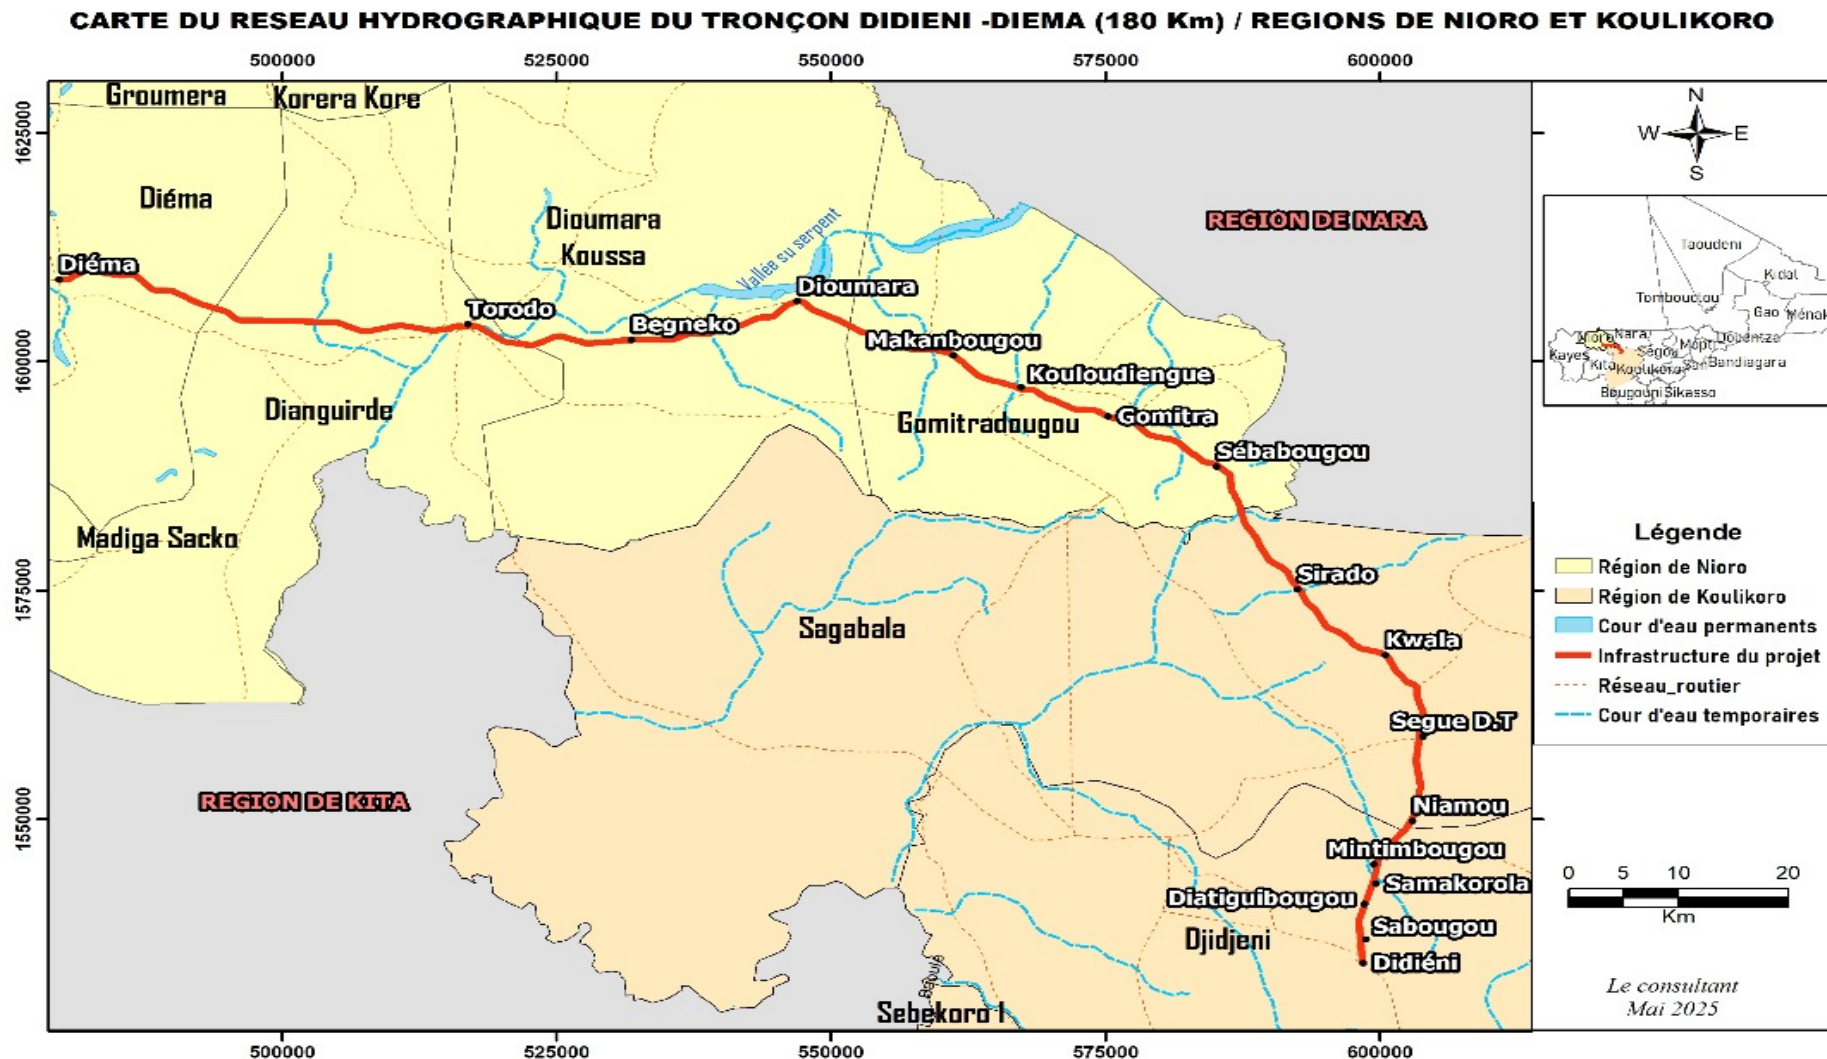 CARTE DU RESEAU HYDROGRAPHIQUE DU TRONÇON DIDIENI -DIEMA (180 Km) / REGIONS DE NIORO ET KOULIKORO
500000 525000 550000 575000 600000
Groumera
Korera Kore
1625000
1600000
1575000
1550000
Diéma
Dioumara
Koussa
Vallée su serpent
REGION DE NARA
Diéma
Torodo
Begneko
Dioumara
Makanbougou
Kouloudiengue
Gomitra
Sébabougou
Dianguirde
Gomitradougou
Madiga Sacko
Sirado
Sagabala
Kwala
Segue D.T
REGION DE KITA
Niamou
Mintimbougou
Samakorola
Diatiguibougou
Sabougou
Djidjeni
Didiéni
Baoulé
Sebekoro I
500000 525000 550000 575000 600000
N
W E
S
Taoudeni
Kidal
Tombouctou
Gao
Ménak
Nioro
Nara
Mopti
Douentza
Kayes
Ségou
San
Bandiagara
Kita
Koulikoro
Bougouni
Sikasso
Légende
Région de Nioro
Région de Koulikoro
Cour d'eau permanents
Infrastructure du projet
Réseau_routier
Cour d'eau temporaires
0 5 10 20
Km
Le consultant
Mai 2025